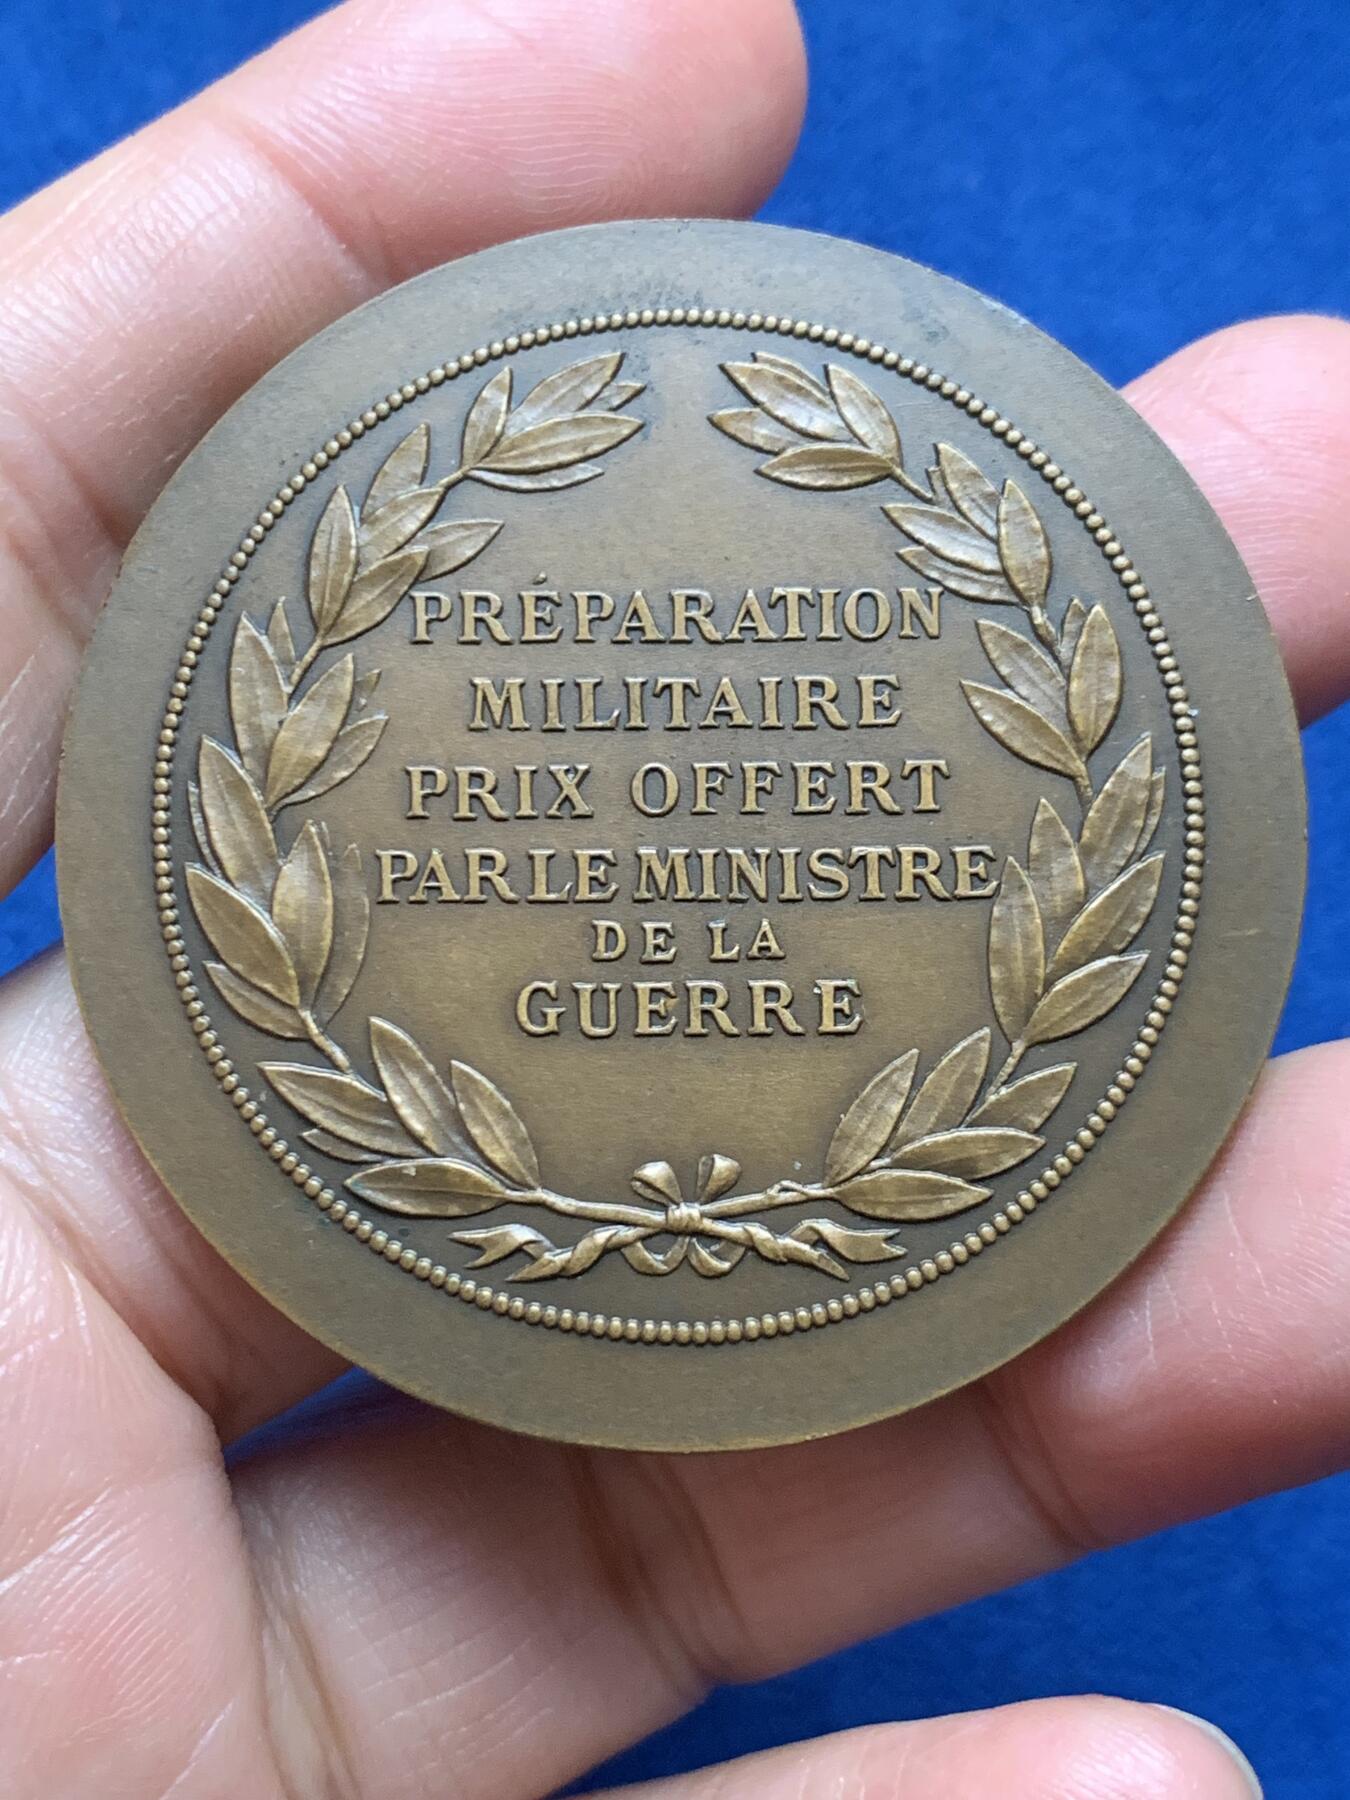 PRÉPARATION
MILITAIRE
PRIX OFFERT
PAR LE MINISTRE
DE LA
GUERRE